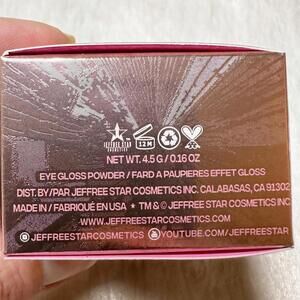 JEFFREE STAR
COSMETICS
12M
NET WT. 4.5 G / 0.16 OZ
EYE GLOSS POWDER / FARD A PAUPIERES EFFET GLOSS
DIST. BY/PAR JEFFREE STAR COSMETICS INC. CALABASAS, CA 91302
MADE IN / FABRIQUÉ EN USA ★ TM & © JEFFREE STAR COSMETICS INC
WWW.JEFFREESTARCOSMETICS.COM
JEFFREESTARCOSMETICS YOUTUBE.COM/JEFFREESTAR